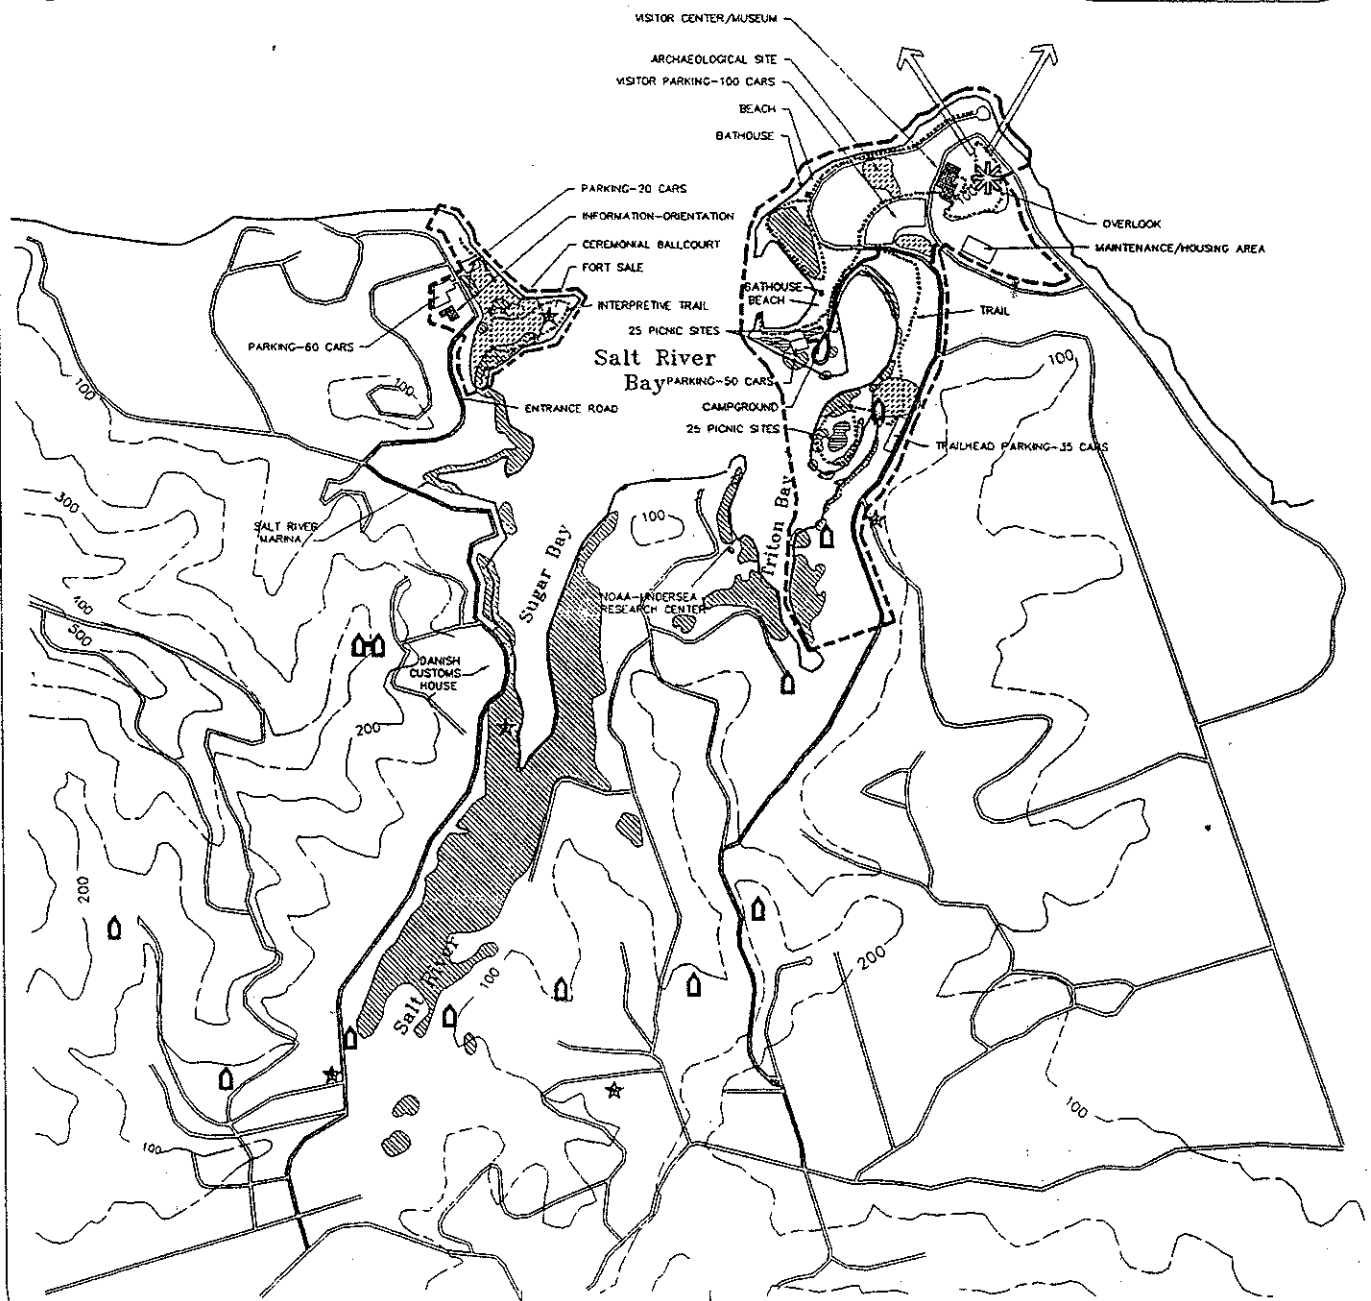 VISITOR CENTER/MUSEUM
ARCHAEOLOGICAL SITE
VISITOR PARKING-100 CARS
BEACH
BATHOUSE
PARKING-20 CARS
INFORMATION-ORIENTATION
CEREMONIAL BALLCOURT
FORT SALE
INTERPRETIVE TRAIL
PARKING-60 CARS
ENTRANCE ROAD
100
OVERLOOK
MAINTENANCE/HOUSING AREA
BATHOUSE
BEACH
TRAIL
25 PICNIC SITES
Salt River
Bay
PARKING-50 CARS
CAMPGROUND
25 PICNIC SITES
TRAILHEAD PARKING-35 CARS
100
100
100
300
SALT RIVER
MARINA
100
Sugar Bay
Triton Bay
NOAA-UNDERSEA
RESEARCH CENTER
400
500
DANISH
CUSTOMS
HOUSE
200
200
200
Salt River
100
100
100